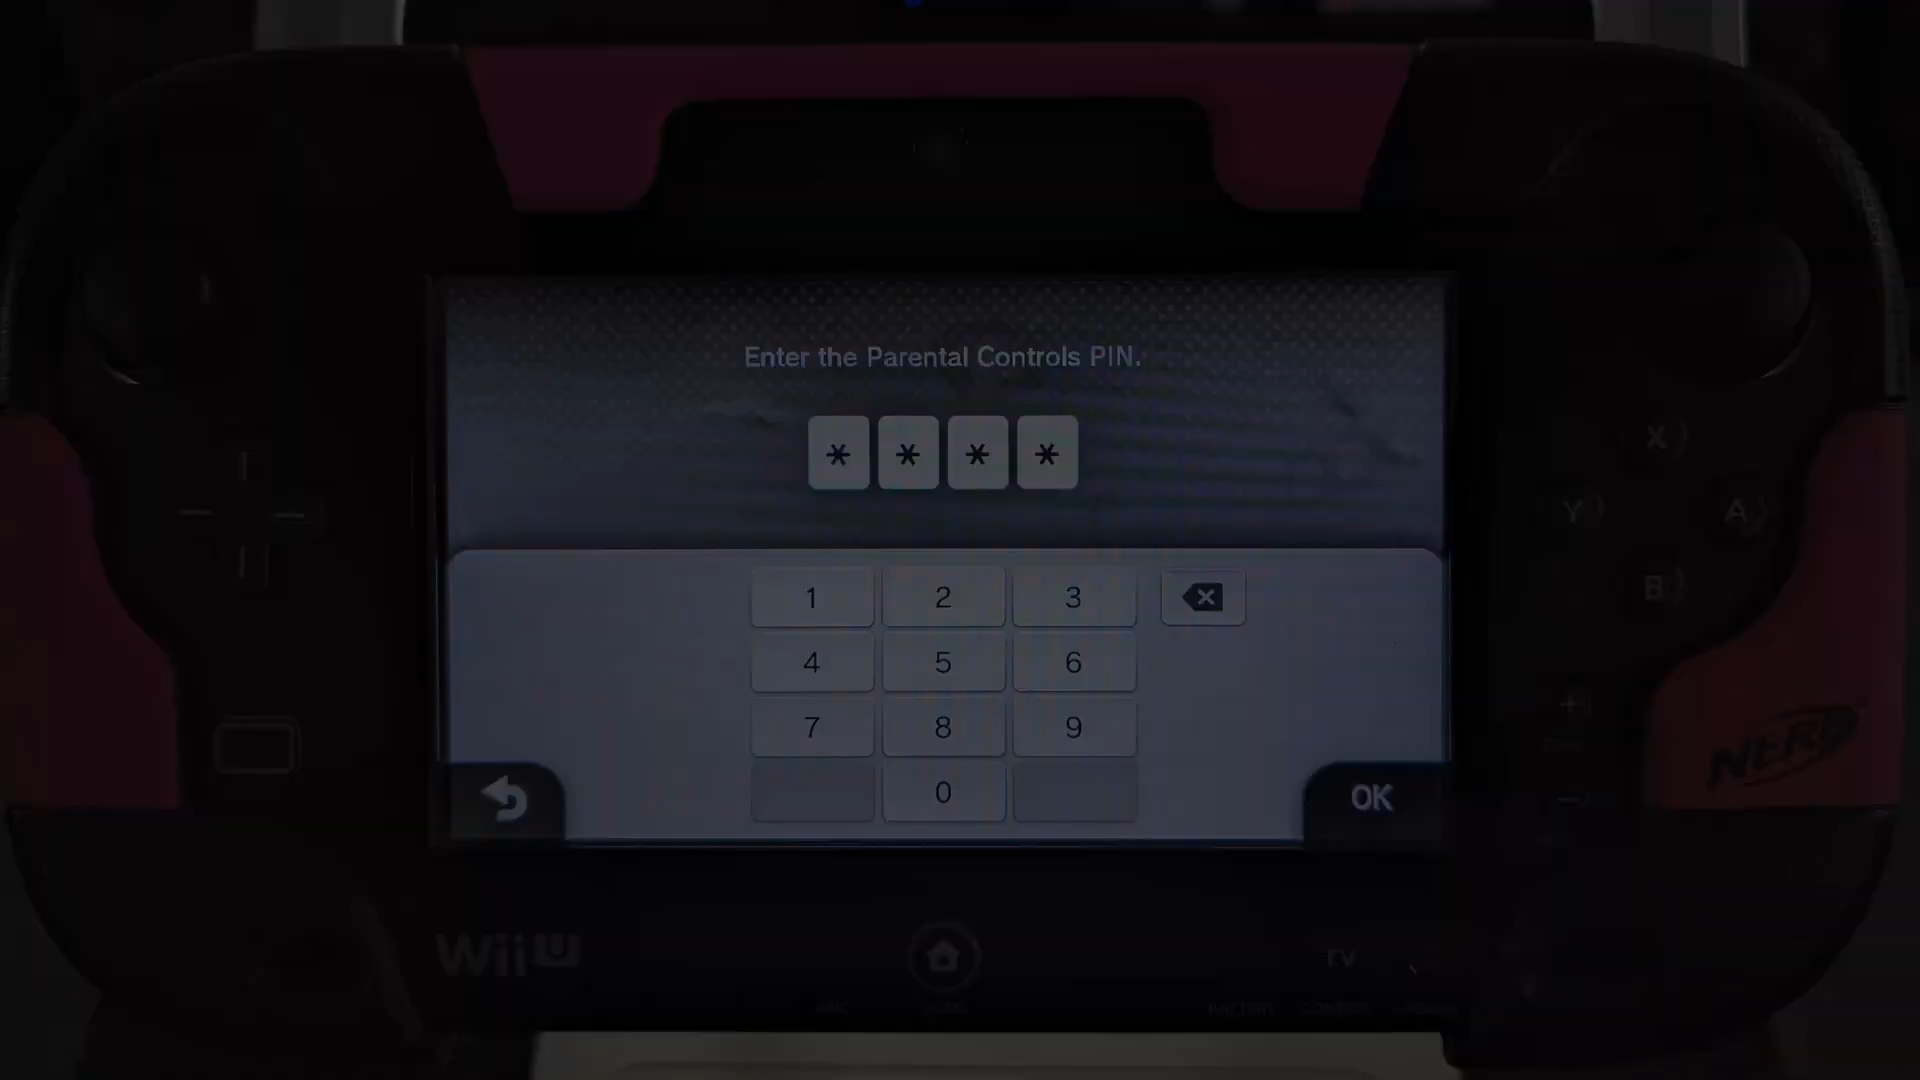 Enter the Parental Controls PIN.
* * * *
1 2 3
4 5 6
7 8 9
0
OK
X
Y A
B
NERF
Wii U
TV